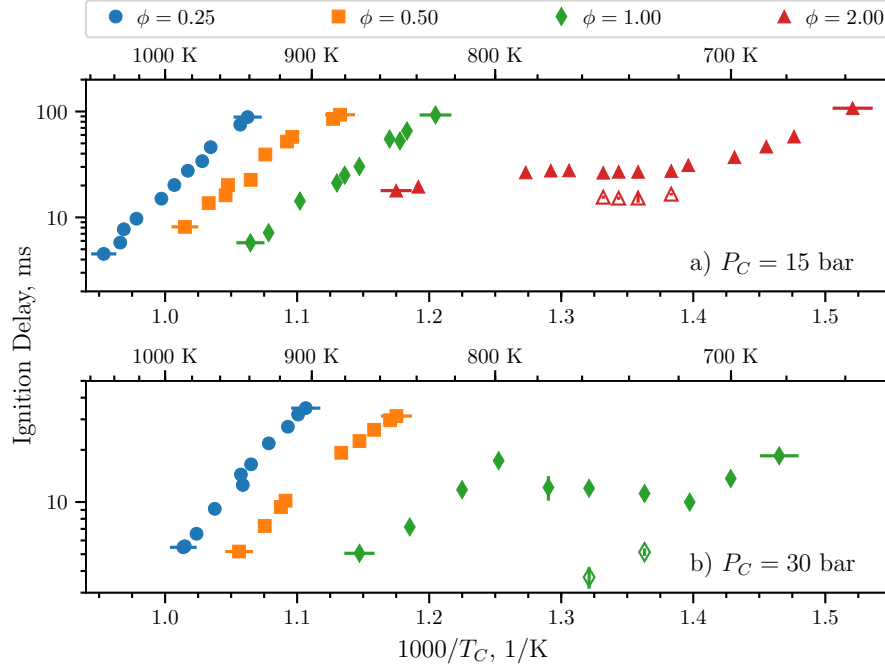 ϕ = 0.25 ϕ = 0.50 ϕ = 1.00 ϕ = 2.00
1000 K 900 K 800 K 700 K
100
10
a) P_C = 15 bar
1.0 1.1 1.2 1.3 1.4 1.5
Ignition Delay, ms
1000 K 900 K 800 K 700 K
10
b) P_C = 30 bar
1.0 1.1 1.2 1.3 1.4 1.5
1000/T_C, 1/K